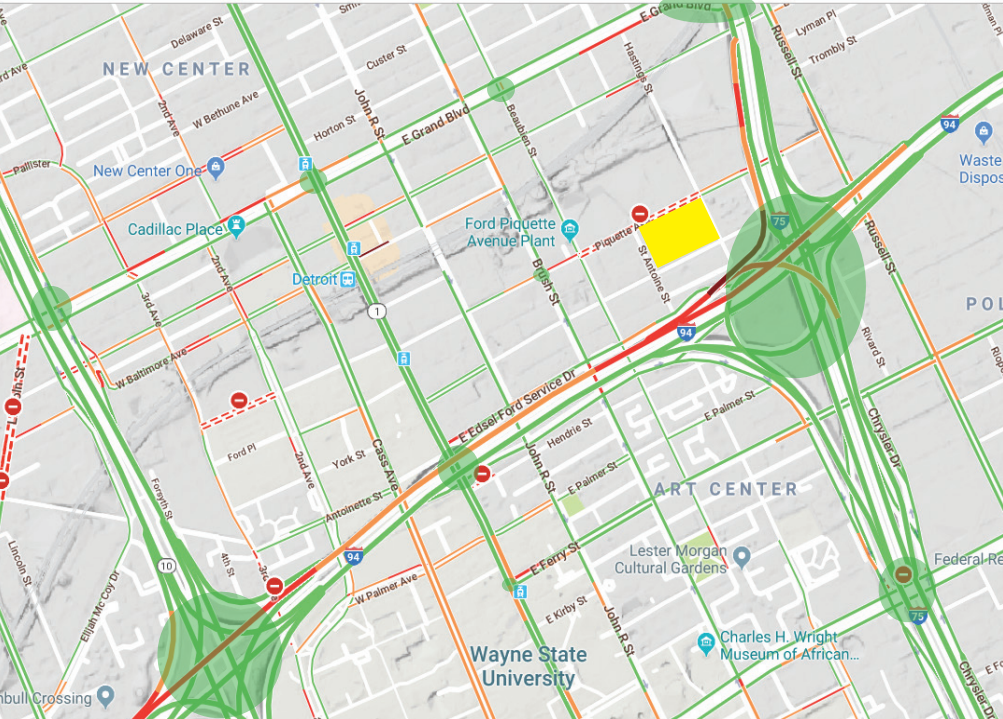 E Grand Blvd
Delaware St
Lyman Pl
Russell St
Trombly St
NEW CENTER
Custer St
Hastings St
2nd Ave
W Bethune Ave
John R St
Horton St
E Grand Blvd
Beaubien St
94
Pallister
New Center One
Waste
Dispos
Cadillac Place
Ford Piquette
Avenue Plant
Piquette A
75
St Antoine St
Russell St
2nd Ave
Detroit
Brush St
3rd Ave
1
94
POL
W Baltimore Ave
Rivard St
E Edsel Ford Service Dr
E Palmer St
Chrysler Dr
Hendrie St
Ford Pl
York St
Cass Ave
2nd Ave
John R St
E Palmer St
ART CENTER
Antoinette St
Forsyth St
Lincoln St
10
4th St
94
E Ferry St
Lester Morgan
Cultural Gardens
Federal Re
W Palmer Ave
Elijah McCoy Dr
E Kirby St
75
John R St
Wayne State
University
Charles H. Wright
Museum of African...
nbull Crossing
Chrysler Dr